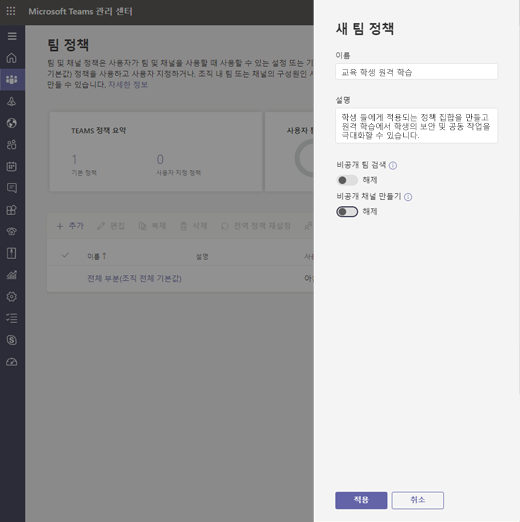 Microsoft Teams 관리 센터
팀 정책
팀 및 채널 정책은 사용자가 팀 및 채널을 사용할 때 사용할 수 있는 설정 또는 기
기본값) 정책을 사용하고 사용자 지정하거나, 조직 내 팀 또는 채널의 구성원인 사
만들 수 있습니다. 자세한 정보
TEAMS 정책 요약
사용자 통
1
0
기본 정책
사용자 지정 정책
추가
편집
복제
삭제
전역 정책 재설정
이름 ↑
설명
사용
전체 부분(조직 전체 기본값)
새 팀 정책
이름
교육 학생 원격 학습
설명
학생 들에게 적용되는 정책 집합을 만들고
원격 학습에서 학생의 보안 및 공동 작업을
극대화할 수 있습니다.
비공개 팀 검색
해제
비공개 채널 만들기
해제
적용
취소